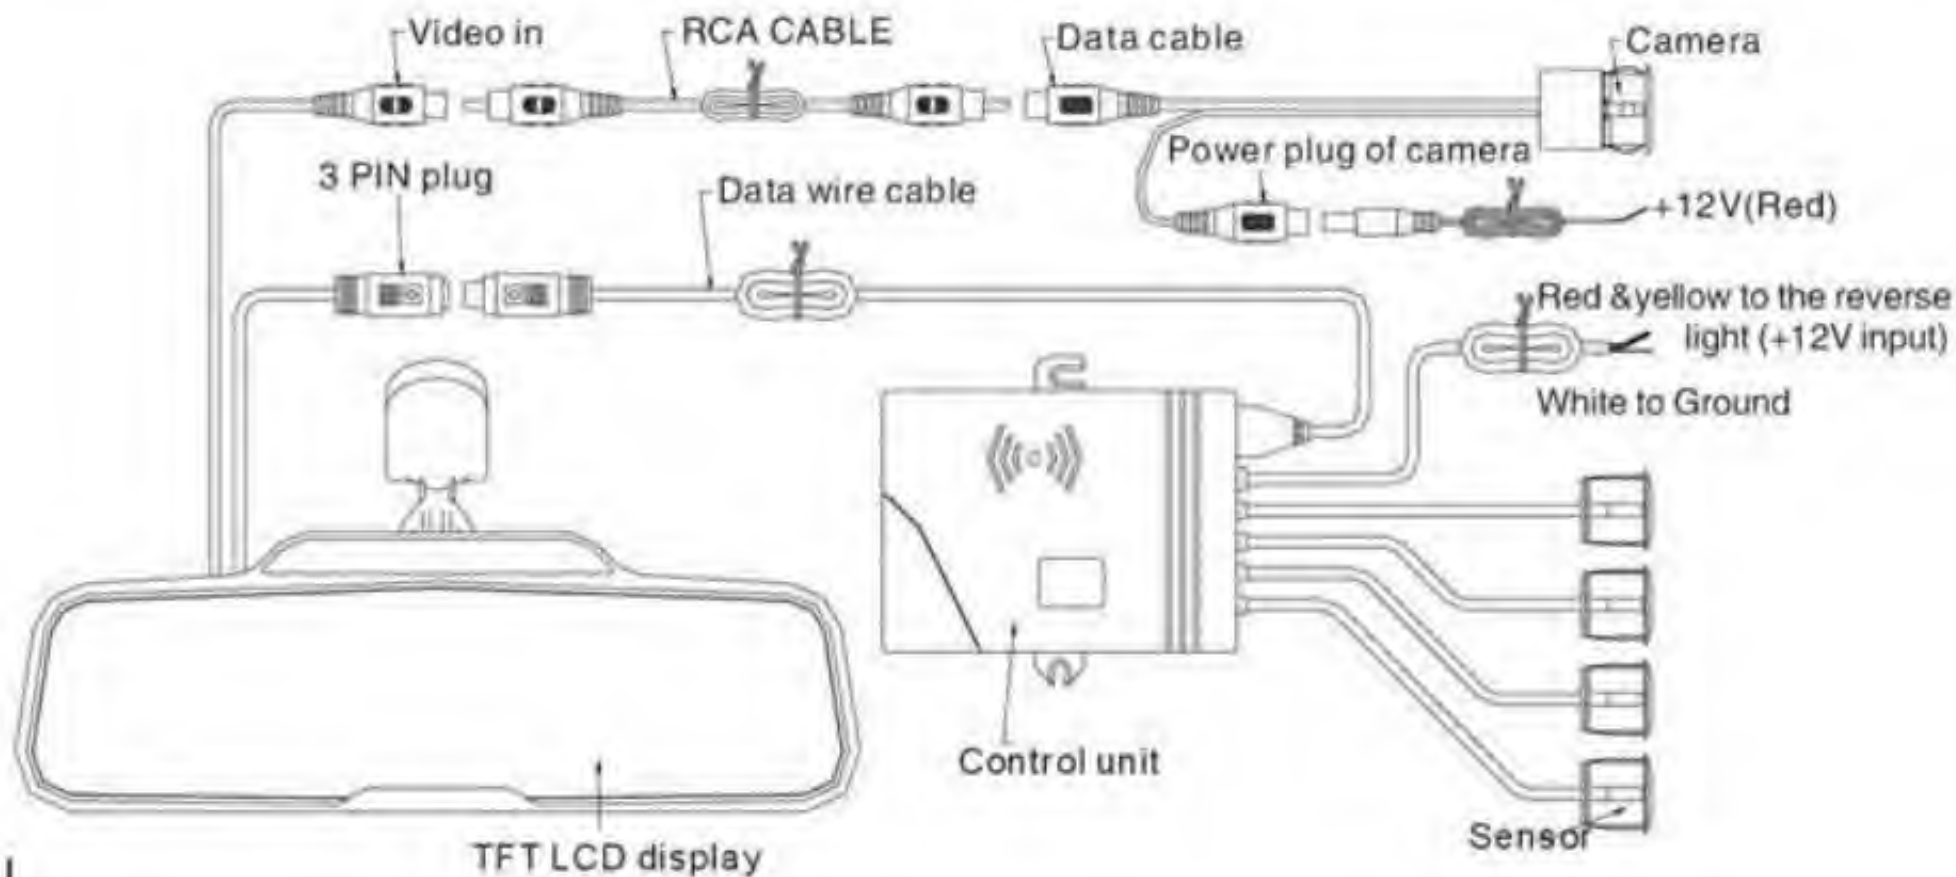 Video in
RCA CABLE
Data cable
Camera
Power plug of camera
3 PIN plug
Data wire cable
+12V(Red)
Red &yellow to the reverse
light (+12V input)
White to Ground
Control unit
Sensor
TFT LCD display